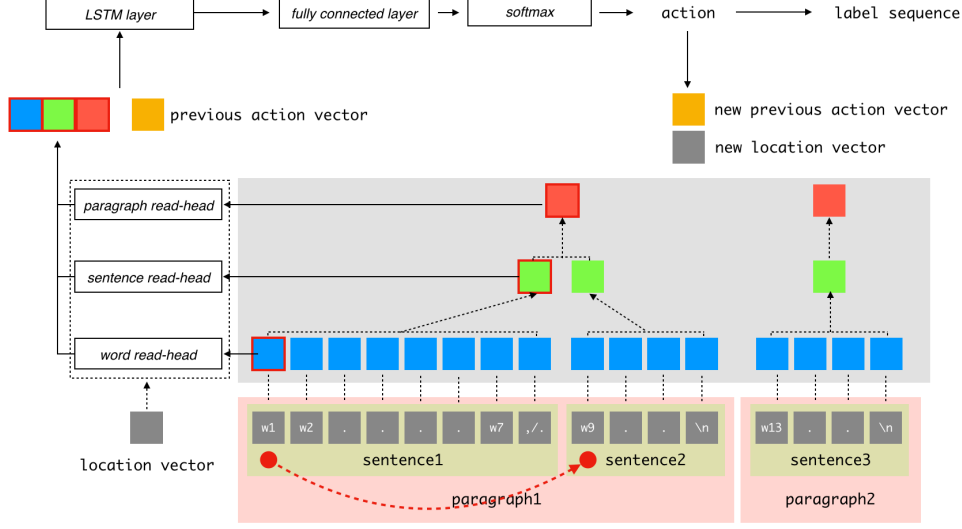 LSTM layer
fully connected layer
softmax
action
label sequence
previous action vector
new previous action vector
new location vector
paragraph read-head
sentence read-head
word read-head
location vector
w1 w2 . . . . w7 ,/. w9 . . \n w13 . . \n
sentence1 sentence2 sentence3
paragraph1 paragraph2